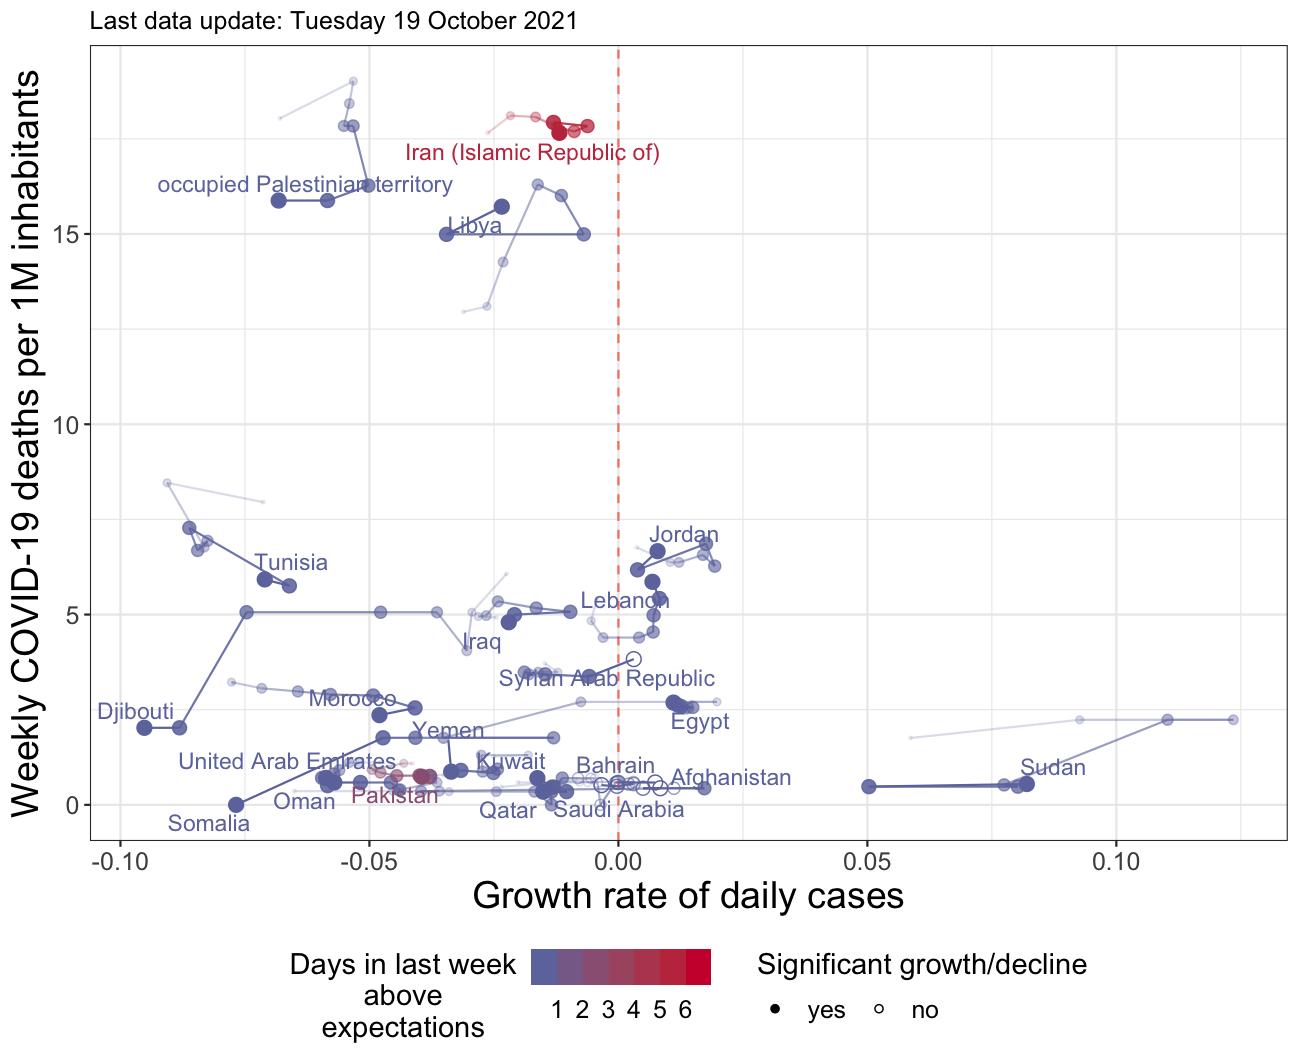 Last data update: Tuesday 19 October 2021
Weekly COVID-19 deaths per 1M inhabitants
15
10
5
0
Iran (Islamic Republic of)
occupied Palestinian territory
Libya
Jordan
Tunisia
Lebanon
Iraq
Syrian Arab Republic
Morocco
Djibouti
Egypt
Yemen
United Arab Emirates
Kuwait
Bahrain
Afghanistan
Sudan
Oman
Pakistan
Qatar
Saudi Arabia
Somalia
-0.10 -0.05 0.00 0.05 0.10
Growth rate of daily cases
Days in last week
above
expectations
1 2 3 4 5 6
Significant growth/decline
yes no